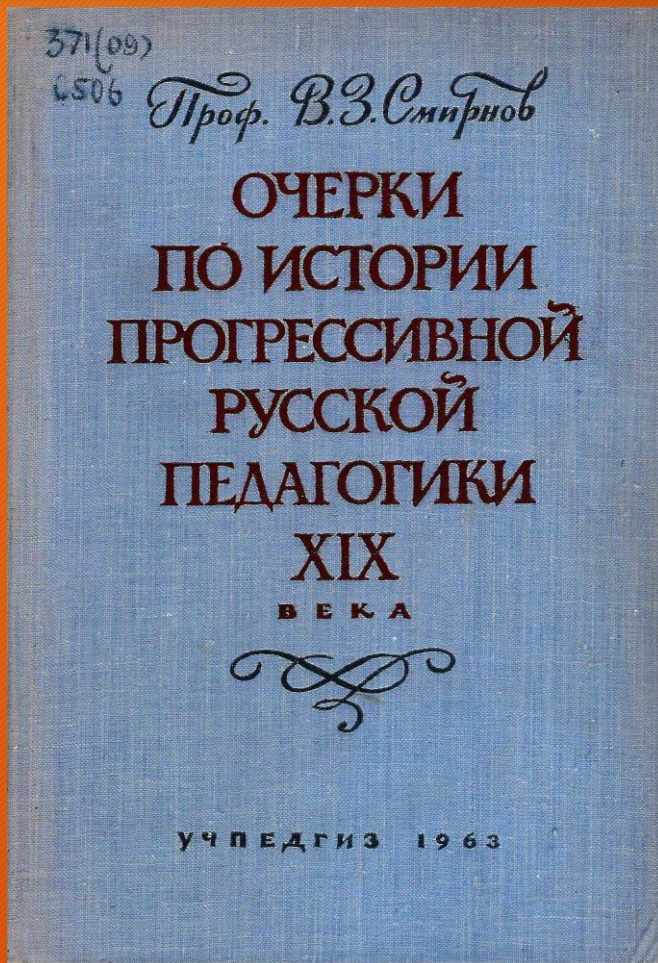 371(09)
С506
Проф. В.З.Смирнов
ОЧЕРКИ
ПО ИСТОРИИ
ПРОГРЕССИВНОЙ
РУССКОЙ
ПЕДАГОГИКИ
XIX
ВЕКА
УЧПЕДГИЗ 1963